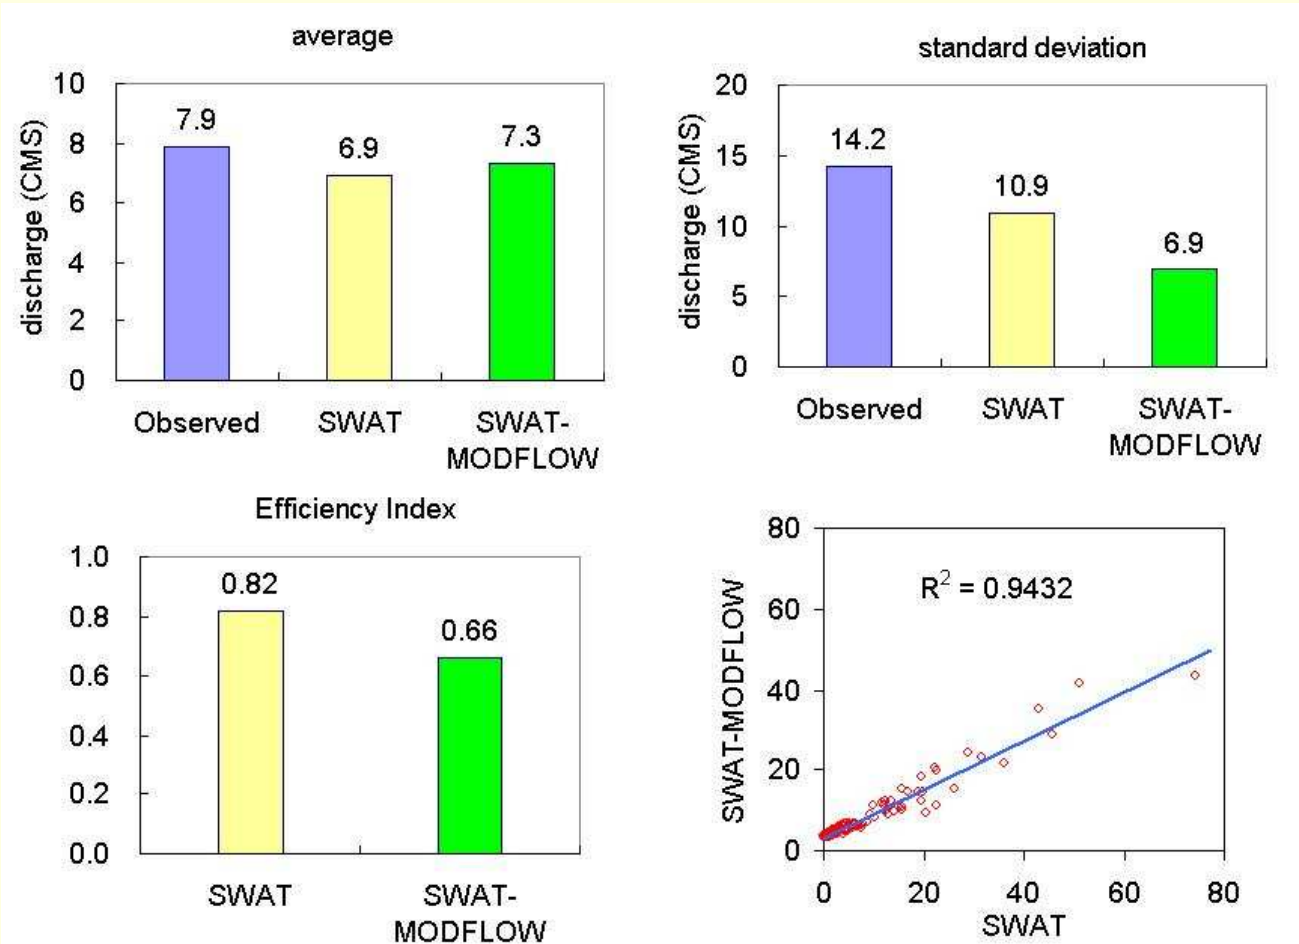 average
discharge (CMS)
10
8
6
4
2
0
7.9
6.9
7.3
Observed
SWAT
SWAT-
MODFLOW
standard deviation
discharge (CMS)
20
15
10
5
0
14.2
10.9
6.9
Observed
SWAT
SWAT-
MODFLOW
Efficiency Index
1.0
0.8
0.6
0.4
0.2
0.0
0.82
0.66
SWAT
SWAT-
MODFLOW
SWAT-MODFLOW
80
60
40
20
0
R² = 0.9432
0 20 40 60 80
SWAT